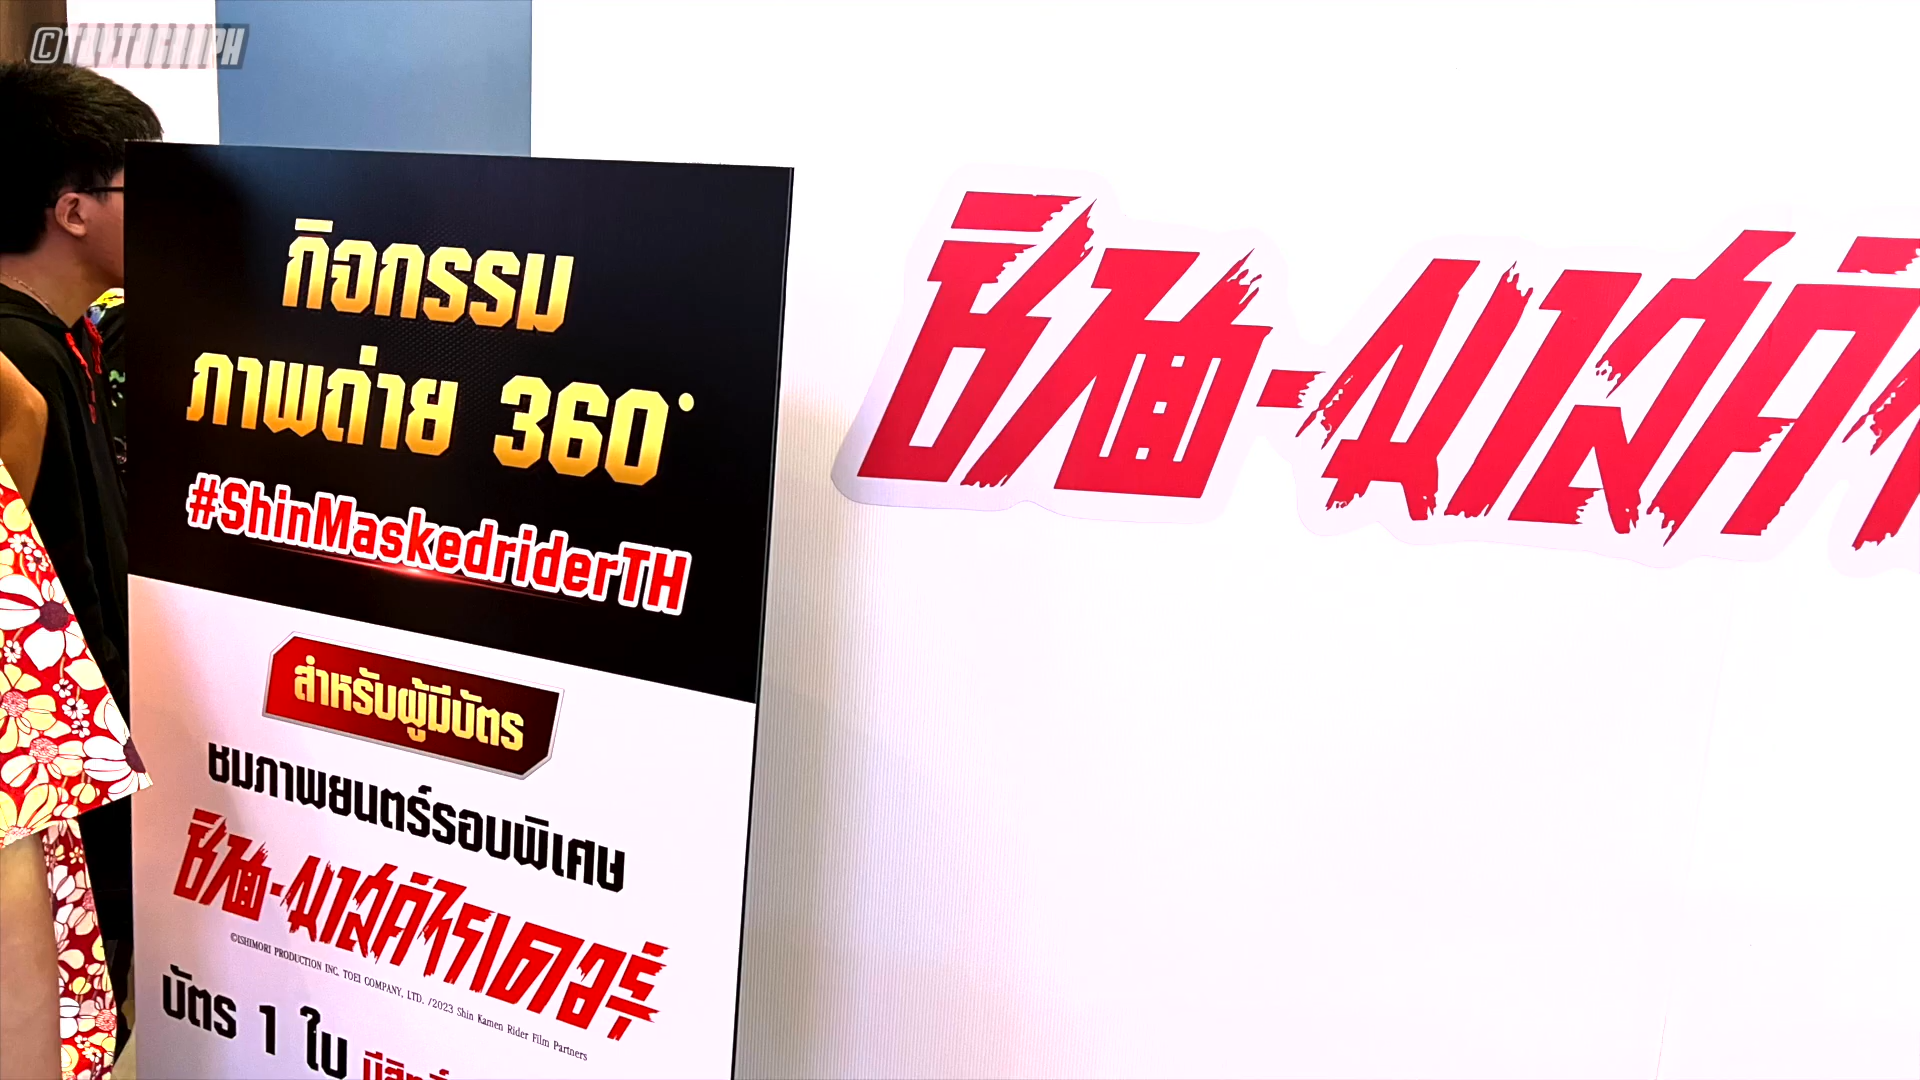 กิจกรรม
ภาพถ่าย 360°
#ShinMaskedriderTH
สำหรับผู้มีบัตร
ชมภาพยนตร์รอบพิเศษ
ชิน-มาสค์ไรเดอร์
©ISHIMORI PRODUCTION INC. TOEI COMPANY, LTD. /2023 Shin Kamen Rider Film Partners
บัตร 1 ใบ มีสิทธิ์
ชิน-มาสค์